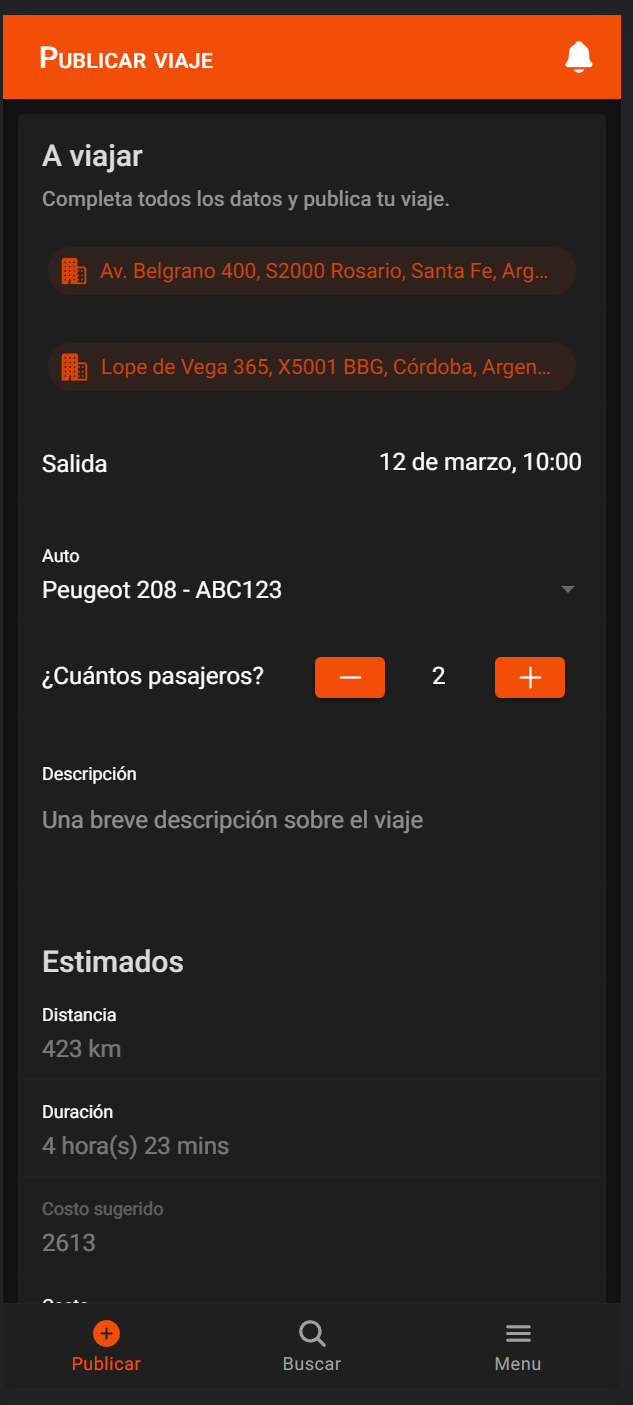 Publicar viaje
A viajar
Completa todos los datos y publica tu viaje.
Av. Belgrano 400, S2000 Rosario, Santa Fe, Arg...
Lope de Vega 365, X5001 BBG, Córdoba, Argen...
Salida 12 de marzo, 10:00
Auto
Peugeot 208 - ABC123
¿Cuántos pasajeros? 2
Descripción
Una breve descripción sobre el viaje
Estimados
Distancia
423 km
Duración
4 hora(s) 23 mins
Costo sugerido
2613
Publicar Buscar Menu